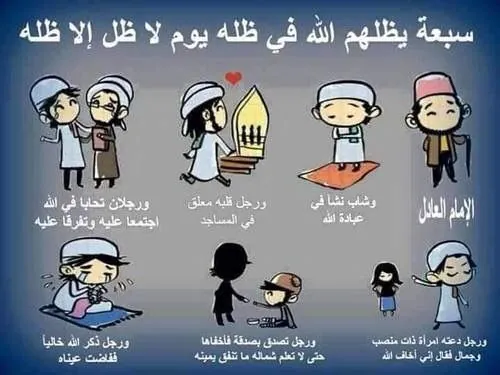 سبعة يظلهم الله في ظله يوم لا ظل إلا ظله
الإمام العادل
وشاب نشأ في
عبادة الله
ورجل قلبه معلق
في المساجد
ورجلان تحابا في الله
اجتمعا عليه وتفرقا عليه
ورجل دعته امرأة ذات منصب
وجمال فقال إني أخاف الله
ورجل تصدق بصدقة فأخفاها
حتى لا تعلم شماله ما تنفق يمينه
ورجل ذكر الله خالياً
ففاضت عيناه